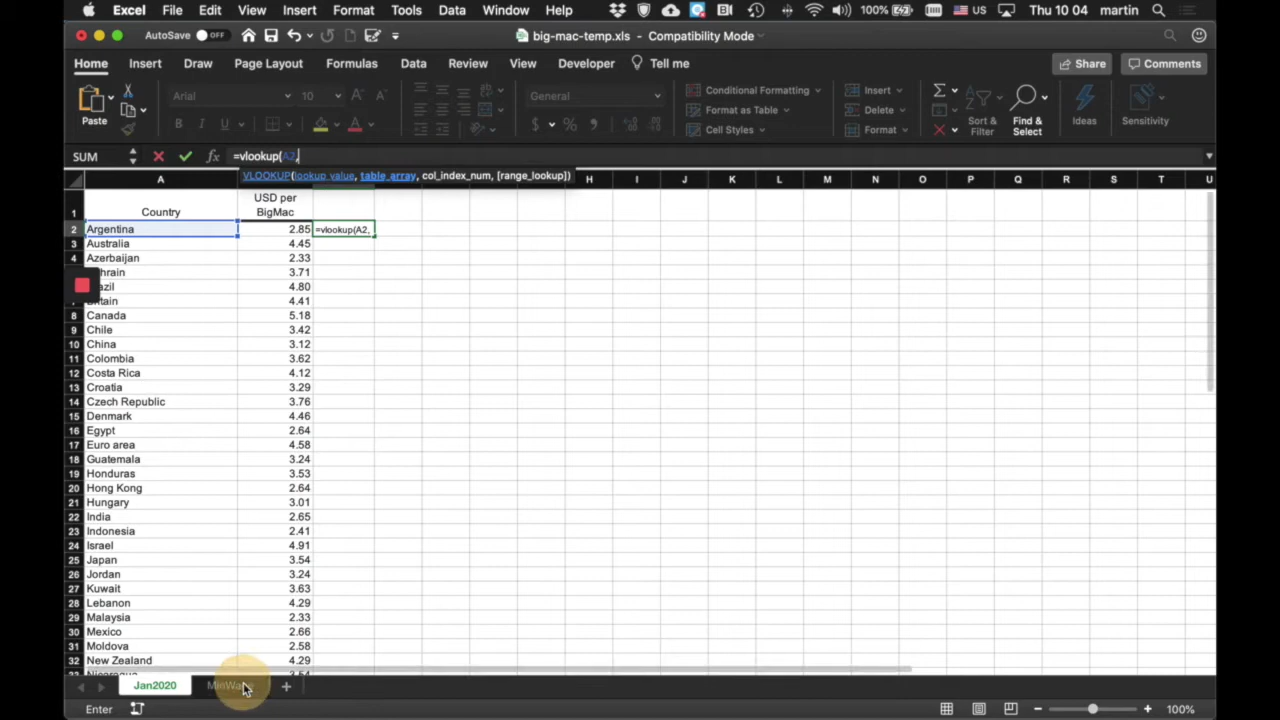 Excel File Edit View Insert Format Tools Data Window Help 100% US Thu 10 04 martin
AutoSave OFF big-mac-temp.xls — Compatibility Mode
Home Insert Draw Page Layout Formulas Data Review View Developer Tell me Share Comments
Paste Arial 10 General Conditional Formatting Format as Table Cell Styles Insert Delete Format Sort & Filter Find & Select Ideas Sensitivity
SUM fx =vlookup(A2,
VLOOKUP(lookup_value, table_array, col_index_num, [range_lookup])
A H I J K L M N O P Q R S T U
1 Country USD per BigMac
2 Argentina 2.85 =vlookup(A2,
3 Australia 4.45
4 Azerbaijan 2.33
hrain 3.71
azil 4.80
Britain 4.41
8 Canada 5.18
9 Chile 3.42
10 China 3.12
11 Colombia 3.62
12 Costa Rica 4.12
13 Croatia 3.29
14 Czech Republic 3.76
15 Denmark 4.46
16 Egypt 2.64
17 Euro area 4.58
18 Guatemala 3.24
19 Honduras 3.53
20 Hong Kong 2.64
21 Hungary 3.01
22 India 2.65
23 Indonesia 2.41
24 Israel 4.91
25 Japan 3.54
26 Jordan 3.24
27 Kuwait 3.63
28 Lebanon 4.29
29 Malaysia 2.33
30 Mexico 2.66
31 Moldova 2.58
32 New Zealand 4.29
33 Nicaragua 3.54
Jan2020 MinWage
Enter 100%